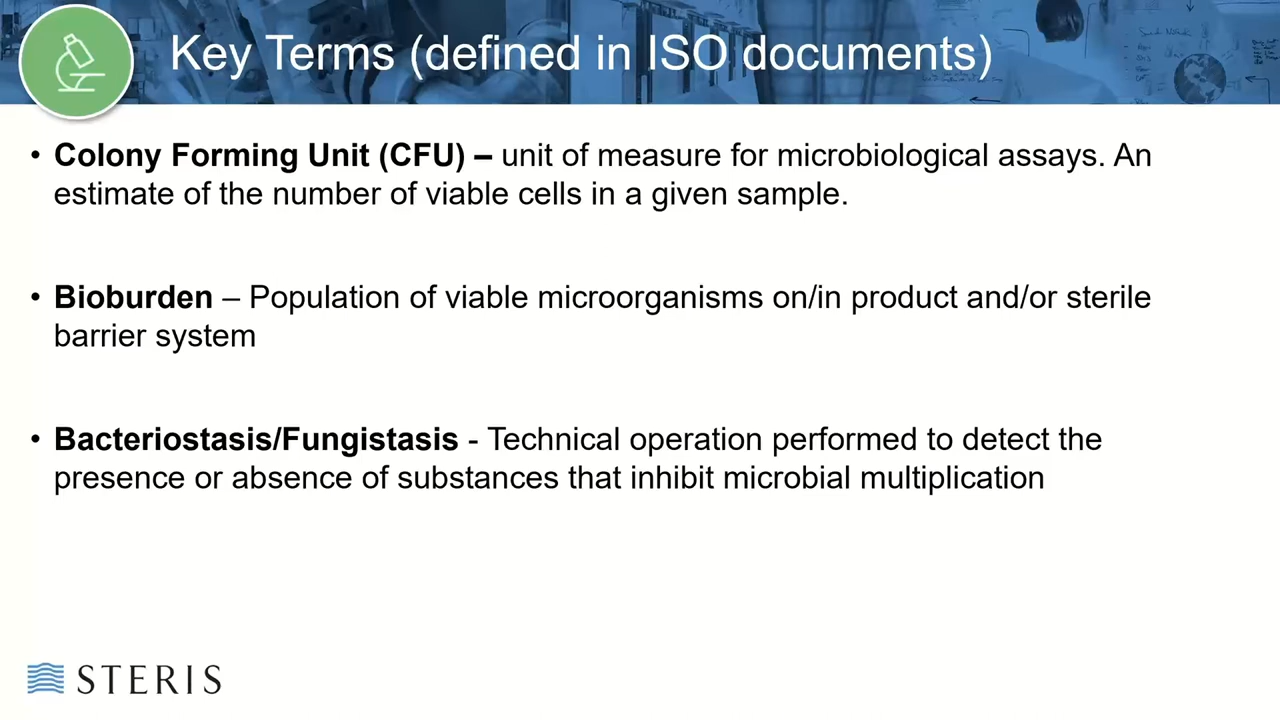 Key Terms (defined in ISO documents)
• Colony Forming Unit (CFU) – unit of measure for microbiological assays. An
estimate of the number of viable cells in a given sample.
• Bioburden – Population of viable microorganisms on/in product and/or sterile
barrier system
• Bacteriostasis/Fungistasis - Technical operation performed to detect the
presence or absence of substances that inhibit microbial multiplication
STERIS